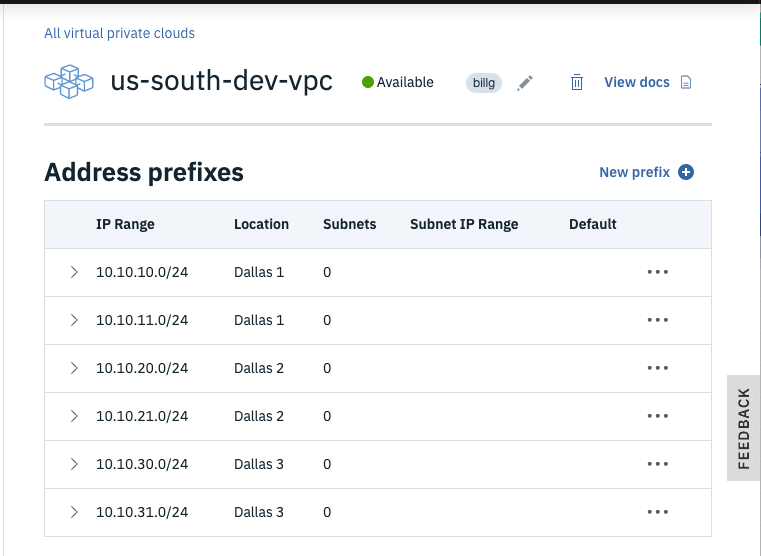 All virtual private clouds
us-south-dev-vpc Available billg View docs
Address prefixes New prefix
IP Range Location Subnets Subnet IP Range Default
10.10.10.0/24 Dallas 1 0
10.10.11.0/24 Dallas 1 0
10.10.20.0/24 Dallas 2 0
10.10.21.0/24 Dallas 2 0
10.10.30.0/24 Dallas 3 0
10.10.31.0/24 Dallas 3 0
FEEDBACK